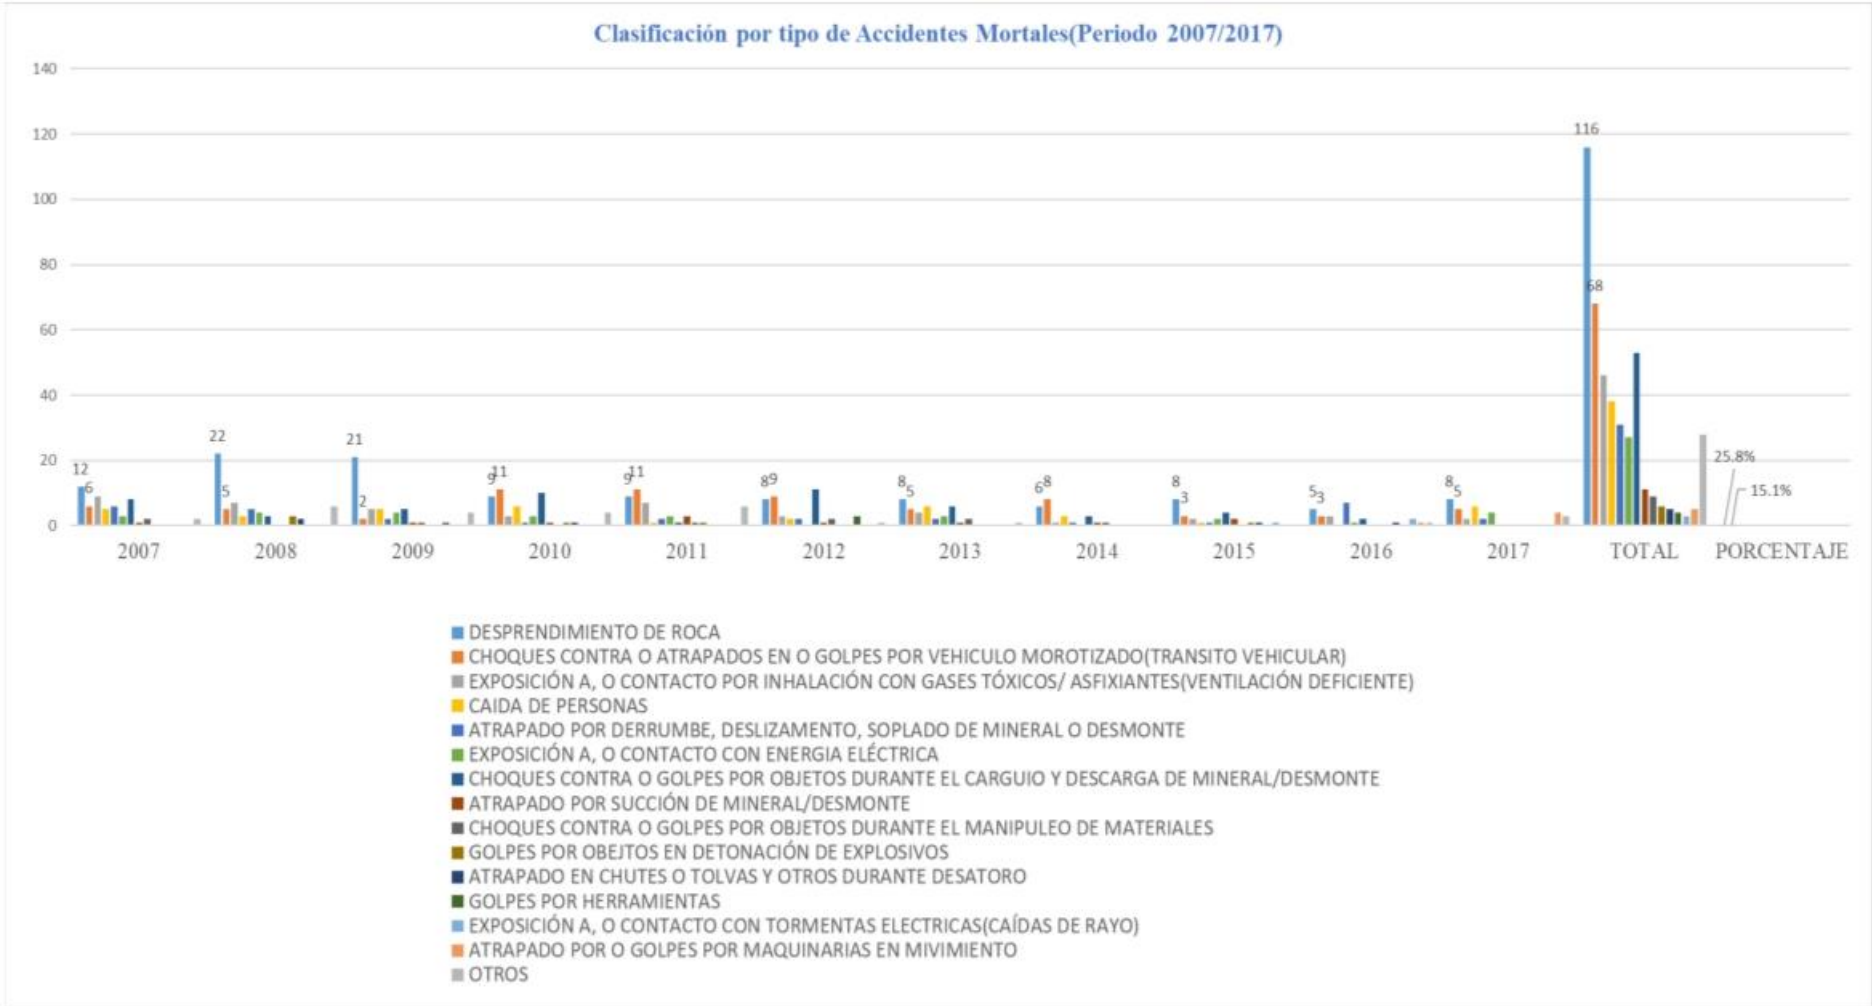 Clasificación por tipo de Accidentes Mortales(Periodo 2007/2017)
140
120
100
80
60
40
20
0
12
6
22
5
21
2
9
11
9
11
8
9
8
5
6
8
8
3
5
3
8
5
116
68
25.8%
15.1%
2007
2008
2009
2010
2011
2012
2013
2014
2015
2016
2017
TOTAL
PORCENTAJE
DESPRENDIMIENTO DE ROCA
CHOQUES CONTRA O ATRAPADOS EN O GOLPES POR VEHICULO MOROTIZADO(TRANSITO VEHICULAR)
EXPOSICIÓN A, O CONTACTO POR INHALACIÓN CON GASES TÓXICOS/ ASFIXIANTES(VENTILACIÓN DEFICIENTE)
CAIDA DE PERSONAS
ATRAPADO POR DERRUMBE, DESLIZAMENTO, SOPLADO DE MINERAL O DESMONTE
EXPOSICIÓN A, O CONTACTO CON ENERGIA ELÉCTRICA
CHOQUES CONTRA O GOLPES POR OBJETOS DURANTE EL CARGUIO Y DESCARGA DE MINERAL/DESMONTE
ATRAPADO POR SUCCIÓN DE MINERAL/DESMONTE
CHOQUES CONTRA O GOLPES POR OBJETOS DURANTE EL MANIPULEO DE MATERIALES
GOLPES POR OBEJTOS EN DETONACIÓN DE EXPLOSIVOS
ATRAPADO EN CHUTES O TOLVAS Y OTROS DURANTE DESATORO
GOLPES POR HERRAMIENTAS
EXPOSICIÓN A, O CONTACTO CON TORMENTAS ELECTRICAS(CAÍDAS DE RAYO)
ATRAPADO POR O GOLPES POR MAQUINARIAS EN MIVIMIENTO
OTROS